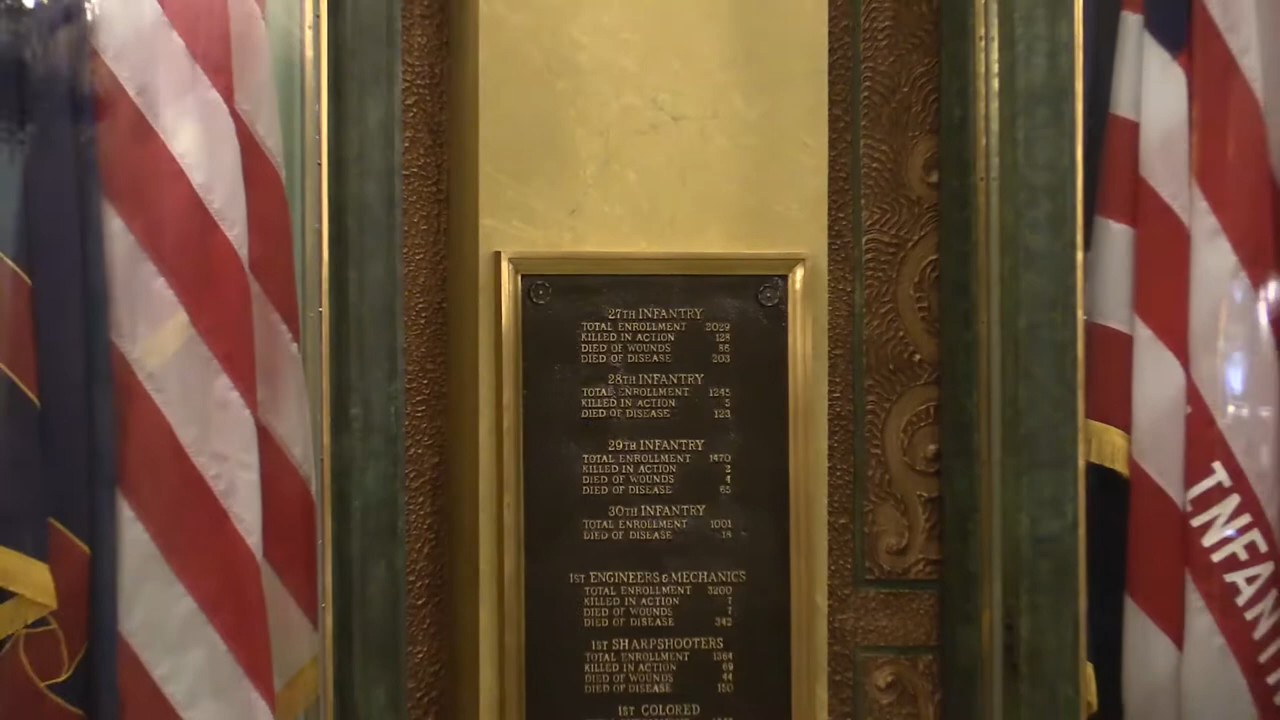 27TH INFANTRY
TOTAL ENROLLMENT 2029
KILLED IN ACTION 128
DIED OF WOUNDS 86
DIED OF DISEASE 203
28TH INFANTRY
TOTAL ENROLLMENT 1245
KILLED IN ACTION 5
DIED OF DISEASE 123
29TH INFANTRY
TOTAL ENROLLMENT 1470
KILLED IN ACTION 2
DIED OF WOUNDS 4
DIED OF DISEASE 65
30TH INFANTRY
TOTAL ENROLLMENT 1001
DIED OF DISEASE 18
1ST ENGINEERS & MECHANICS
TOTAL ENROLLMENT 3200
KILLED IN ACTION 7
DIED OF WOUNDS 7
DIED OF DISEASE 342
1ST SHARPSHOOTERS
TOTAL ENROLLMENT 1364
KILLED IN ACTION 69
DIED OF WOUNDS 44
DIED OF DISEASE 150
1ST COLORED
INFANT